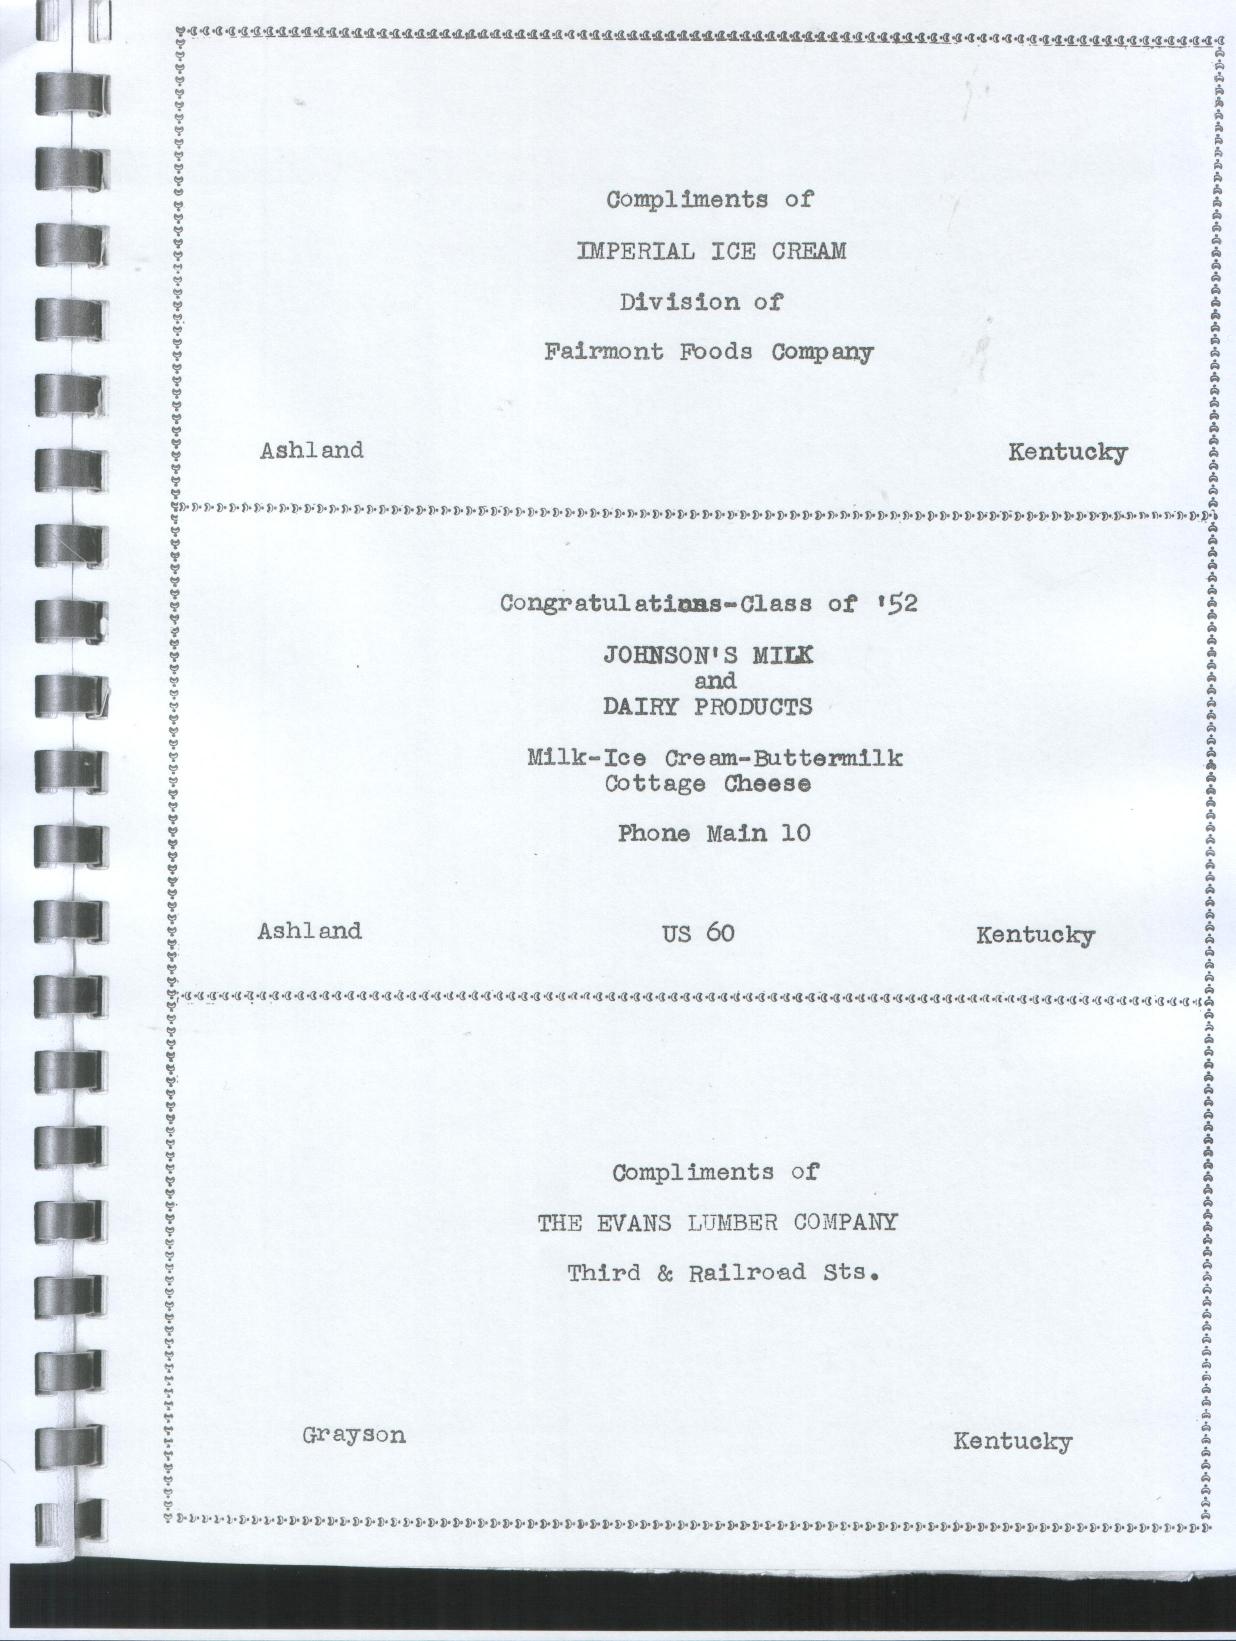 Compliments of
IMPERIAL ICE CREAM
Division of
Fairmont Foods Company
Ashland Kentucky
Congratulatinns-Class of '52
JOHNSON'S MILK
and
DAIRY PRODUCTS
Milk-Ice Cream-Buttermilk
Cottage Cheese
Phone Main 10
Ashland US 60 Kentucky
Compliments of
THE EVANS LUMBER COMPANY
Third & Railroad Sts.
Grayson Kentucky